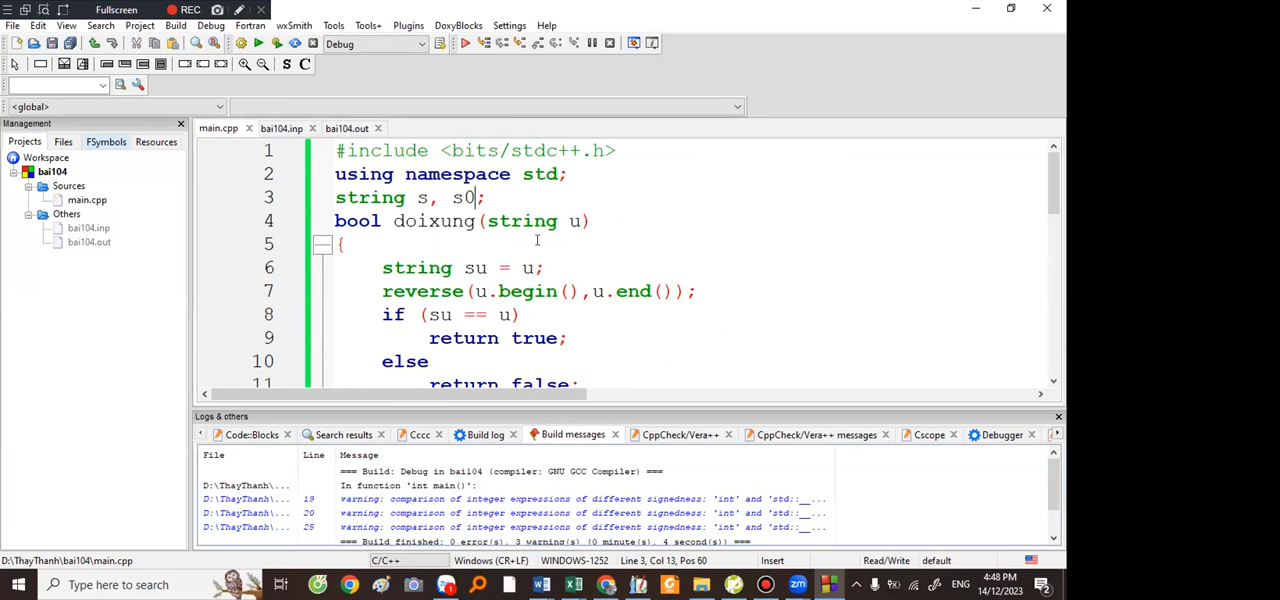 Fullscreen REC
File Edit View Search Project Build Debug Fortran wxSmith Tools Tools+ Plugins DoxyBlocks Settings Help
Debug
S C
<global>
Management
Projects Files FSymbols Resources
Workspace
bai104
Sources
main.cpp
Others
bai104.inp
bai104.out
main.cpp bai104.inp bai104.out
1 #include <bits/stdc++.h>
2 using namespace std;
3 string s, s0;
4 bool doixung(string u)
5 {
6 string su = u;
7 reverse(u.begin(),u.end());
8 if (su == u)
9 return true;
10 else
11 return false;
Logs & others
Code::Blocks Search results Cccc Build log Build messages CppCheck/Vera++ CppCheck/Vera++ messages Cscope Debugger
File Line Message
=== Build: Debug in bai104 (compiler: GNU GCC Compiler) ===
D:\ThayThanh\... In function 'int main()':
D:\ThayThanh\... 19 warning: comparison of integer expressions of different signedness: 'int' and 'std::__...
D:\ThayThanh\... 20 warning: comparison of integer expressions of different signedness: 'int' and 'std::__...
D:\ThayThanh\... 25 warning: comparison of integer expressions of different signedness: 'int' and 'std::__...
=== Build finished: 0 error(s), 3 warning(s) (0 minute(s), 4 second(s)) ===
D:\ThayThanh\bai104\main.cpp C/C++ Windows (CR+LF) WINDOWS-1252 Line 3, Col 13, Pos 60 Insert Read/Write default
Type here to search ENG 4:48 PM
14/12/2023